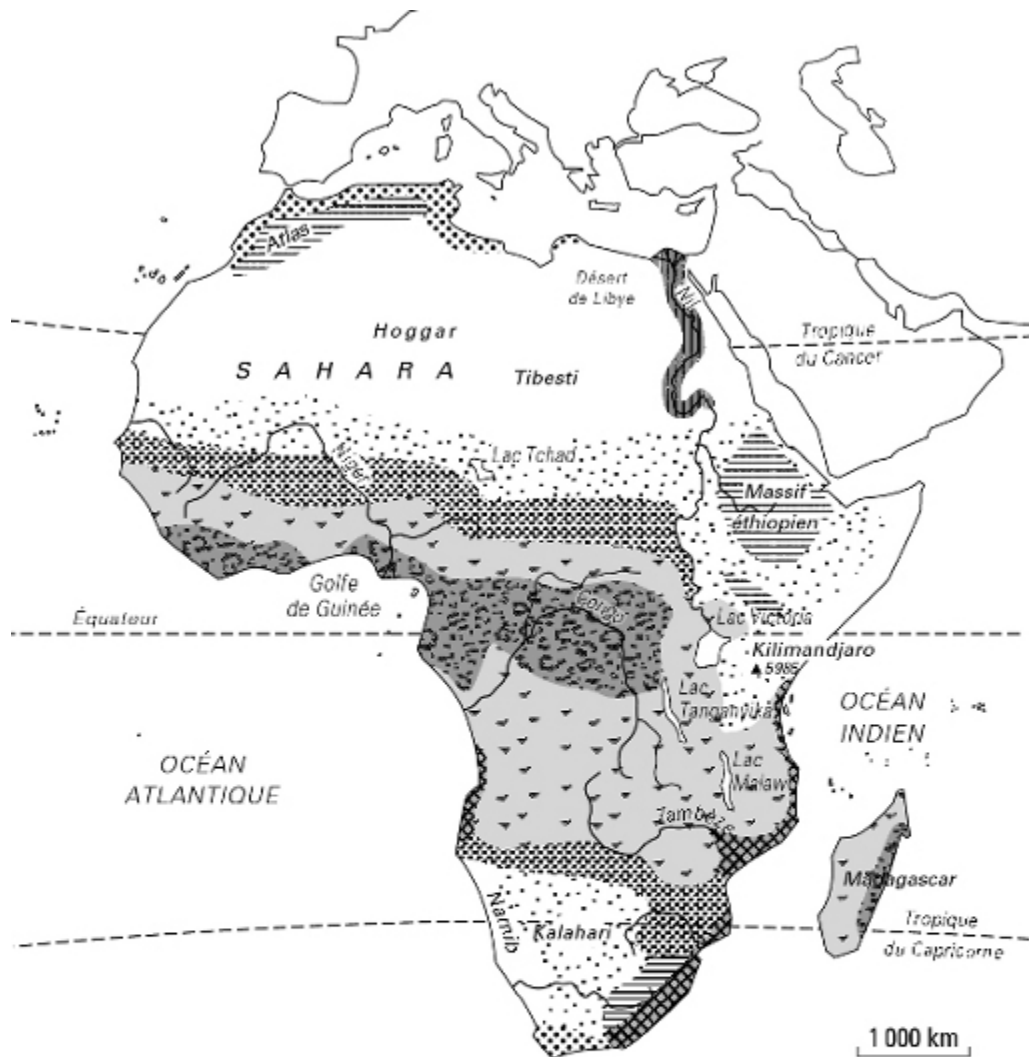 Atlas
Désert
de Libye
Nil
Hoggar
Tropique
du Cancer
SAHARA
Tibesti
Niger
Lac Tchad
Massif
éthiopien
Golfe
de Guinée
Congo
Équateur
Lac Victoria
Kilimandjaro
5985
Lac
Tanganyika
OCÉAN
INDIEN
OCÉAN
ATLANTIQUE
Lac
Malawi
Zambèze
Madagascar
Namib
Kalahari
Tropique
du Capricorne
1 000 km